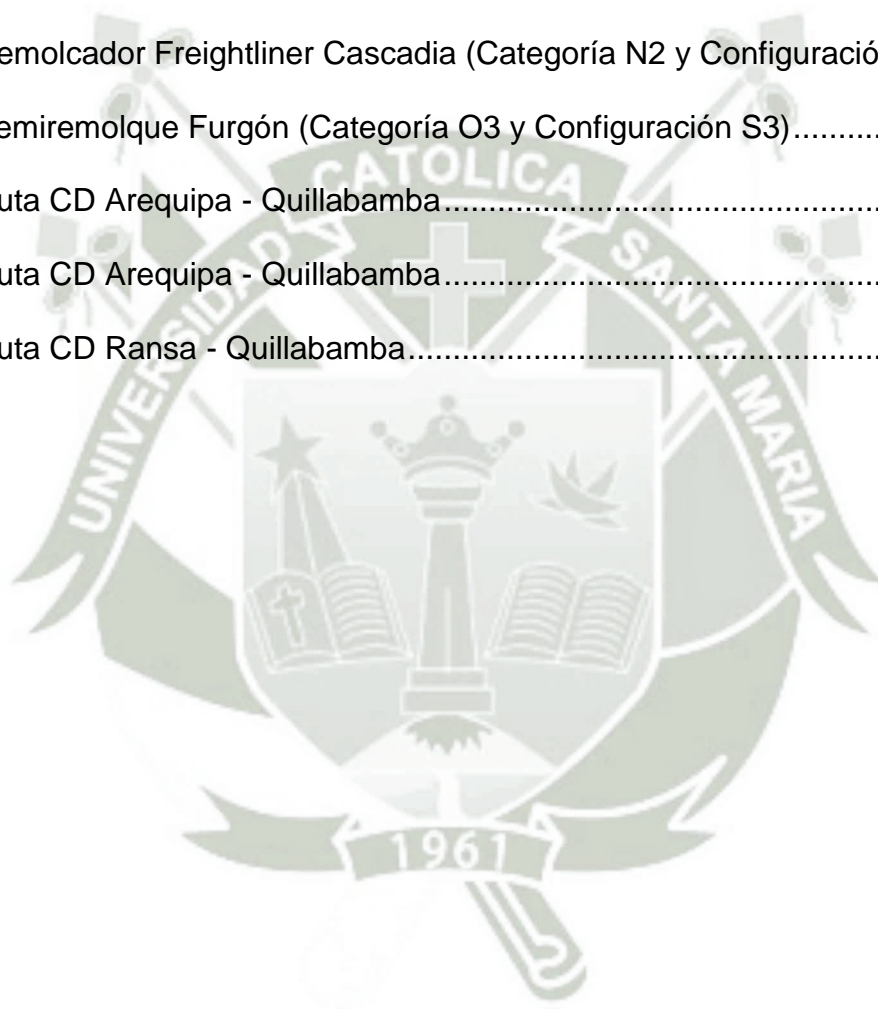 emolcador Freightliner Cascadia (Categoría N2 y Configuració
emiremolque Furgón (Categoría O3 y Configuración S3)..........
uta CD Arequipa - Quillabamba....................................................
uta CD Arequipa - Quillabamba....................................................
uta CD Ransa - Quillabamba........................................................
UNIVERSIDAD CATOLICA SANTA MARIA
1961